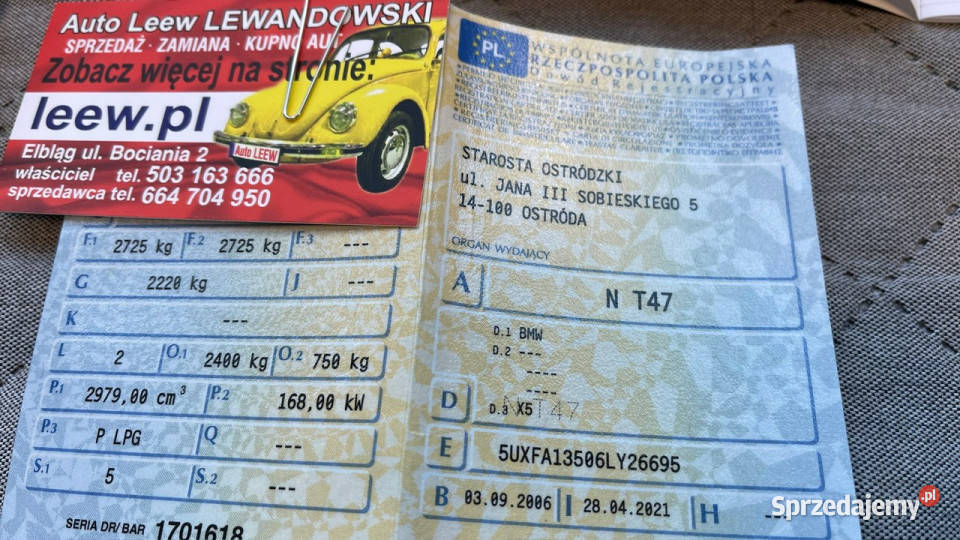 Auto Leew LEWANDOWSKI
SPRZEDAŻ · ZAMIANA · KUPNO AUT
Zobacz więcej na stronie:
leew.pl
Auto LEEW
Elbląg ul. Bociania 2
właściciel tel. 503 163 666
sprzedawca tel. 664 704 950
F.1 2725 kg F.2 2725 kg F.3 ---
G 2220 kg J ---
K ---
L 2 O.1 2400 kg O.2 750 kg
P.1 2979,00 cm³ P.2 168,00 kW
P.3 P LPG Q ---
S.1 5 S.2 ---
SERIA DR/BAR 1701618
PL
WSPÓLNOTA EUROPEJSKA
RZECZPOSPOLITA POLSKA
Dowód Rejestracyjny
STAROSTA OSTRÓDZKI
ul. JANA III SOBIESKIEGO 5
14-100 OSTRÓDA
ORGAN WYDAJĄCY
A N T47
D.1 BMW
D.2 ---
----
----
D D.3 X5
N T47
E 5UXFA13506LY26695
B 03.09.2006 I 28.04.2021 H ---
Sprzedajemy.pl